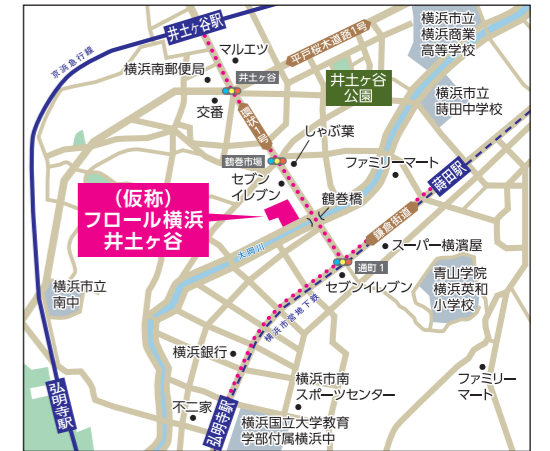 井土ヶ谷駅
京浜急行線
マルエツ
横浜南郵便局
井土ヶ谷
交番
平戸桜木道路1号
横浜市立
横浜商業
高等学校
井土ヶ谷
公園
横浜市立
蒔田中学校
環状1号
しゃぶ葉
鶴巻市場
セブン
イレブン
ファミリーマート
蒔田駅
（仮称）
フロール横浜
井土ヶ谷
鶴巻橋
鎌倉街道
大岡川
スーパー横濱屋
通町1
セブンイレブン
青山学院
横浜英和
小学校
横浜市立
南中
横浜市営地下鉄
横浜銀行
弘明寺駅
不二家
弘明寺駅
横浜市南
スポーツセンター
横浜国立大学教育
学部付属横浜中
ファミリー
マート